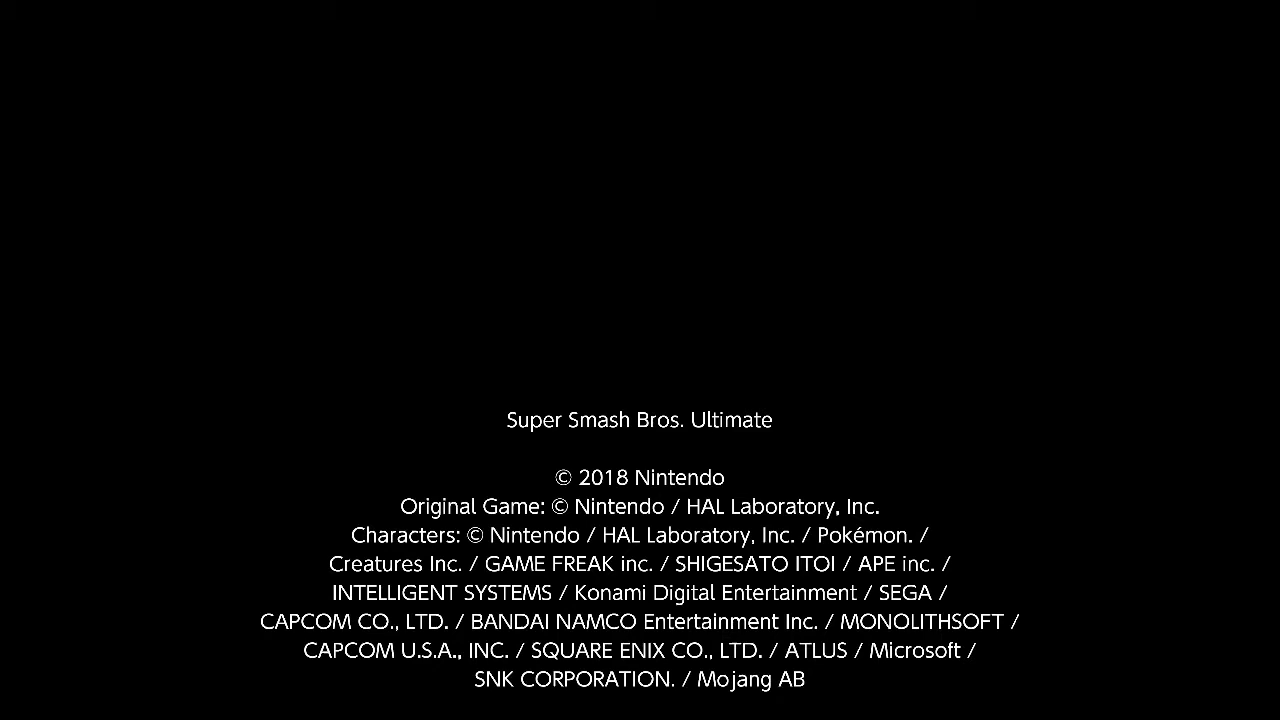 Super Smash Bros. Ultimate
© 2018 Nintendo
Original Game: © Nintendo / HAL Laboratory, Inc.
Characters: © Nintendo / HAL Laboratory, Inc. / Pokémon. /
Creatures Inc. / GAME FREAK inc. / SHIGESATO ITOI / APE inc. /
INTELLIGENT SYSTEMS / Konami Digital Entertainment / SEGA /
CAPCOM CO., LTD. / BANDAI NAMCO Entertainment Inc. / MONOLITHSOFT /
CAPCOM U.S.A., INC. / SQUARE ENIX CO., LTD. / ATLUS / Microsoft /
SNK CORPORATION. / Mojang AB